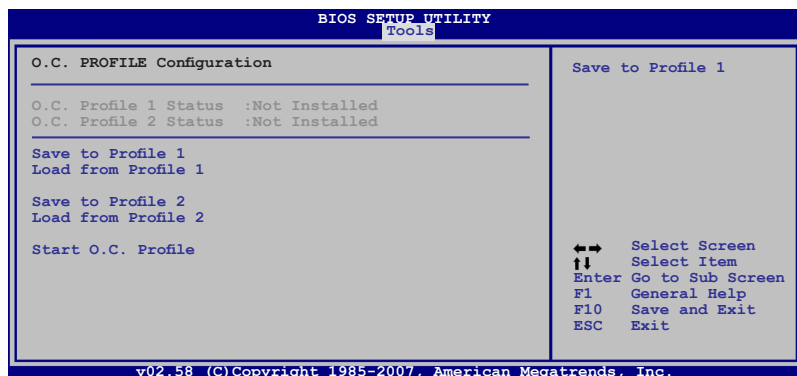 BIOS SETUP UTILITY
Tools
O.C. PROFILE Configuration
O.C. Profile 1 Status :Not Installed
O.C. Profile 2 Status :Not Installed
Save to Profile 1
Load from Profile 1
Save to Profile 2
Load from Profile 2
Start O.C. Profile
Save to Profile 1
←→ Select Screen
↑↓ Select Item
Enter Go to Sub Screen
F1 General Help
F10 Save and Exit
ESC Exit
v02.58 (C)Copyright 1985-2007, American Megatrends, Inc.